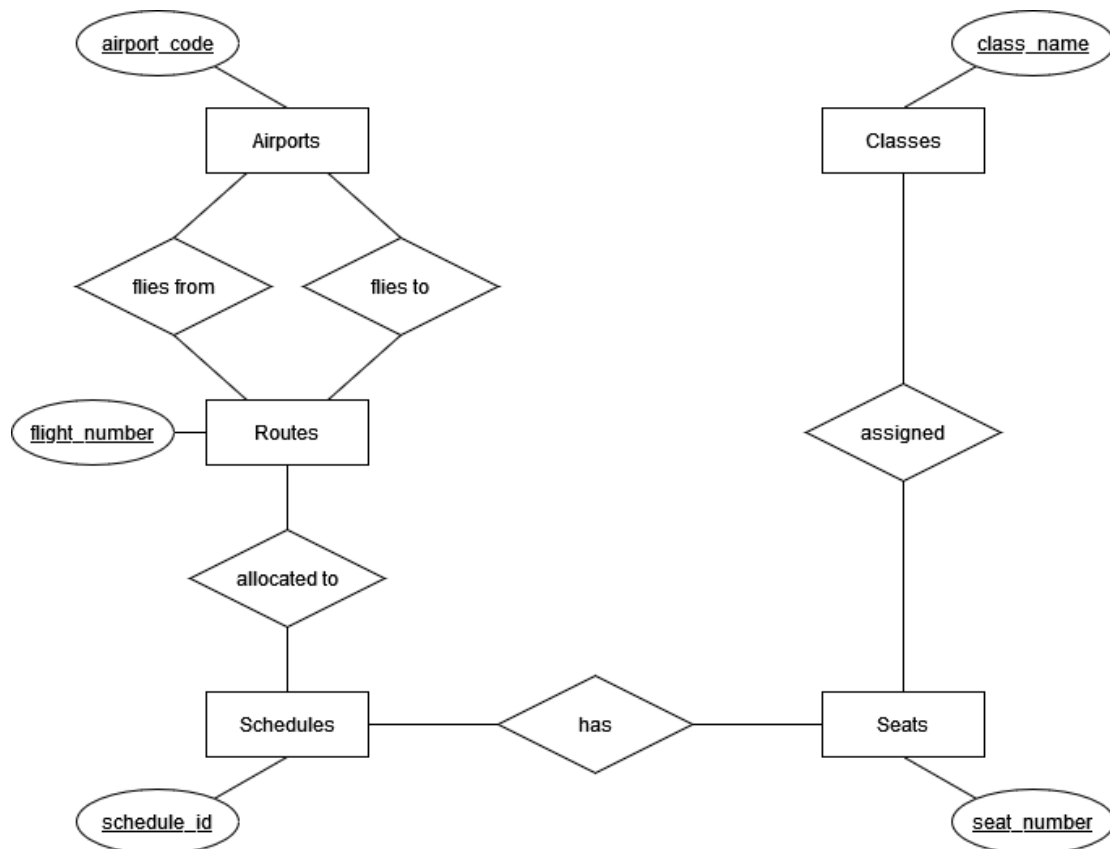 airport_code
class_name
Airports
Classes
flies from
flies to
flight_number
Routes
assigned
allocated to
Schedules
has
Seats
schedule_id
seat_number